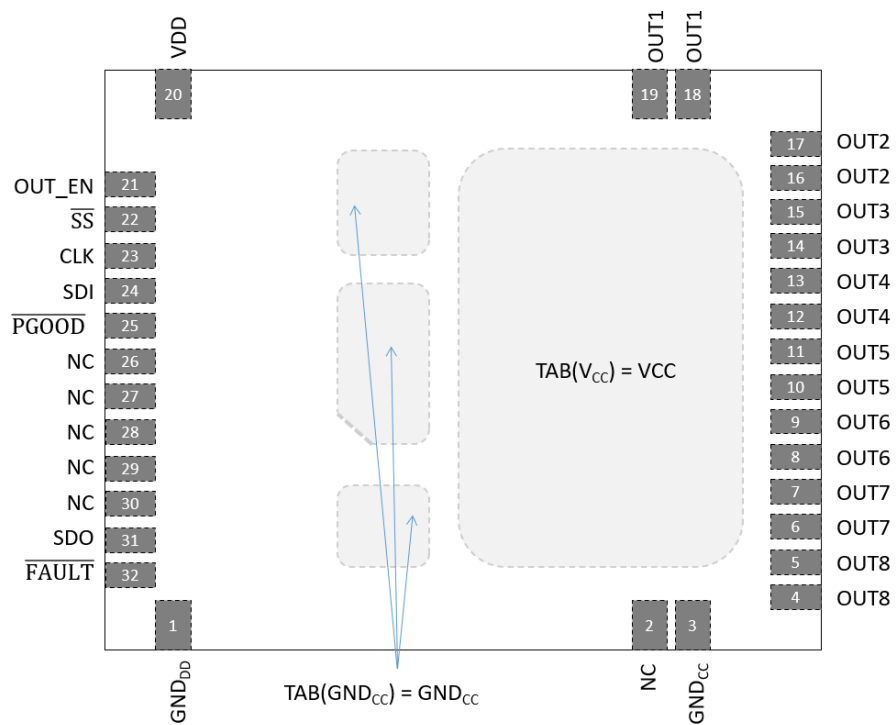 VDD
OUT1
OUT1
20
19
18
17
OUT2
OUT_EN
21
16
OUT2
SS
22
15
OUT3
CLK
23
14
OUT3
SDI
24
13
OUT4
PGOOD
25
12
OUT4
NC
26
11
OUT5
NC
27
TAB(VCC) = VCC
10
OUT5
NC
28
9
OUT6
NC
29
8
OUT6
NC
30
7
OUT7
SDO
31
6
OUT7
FAULT
32
5
OUT8
4
OUT8
1
2
3
GNDDD
TAB(GNDCC) = GNDCC
NC
GNDCC